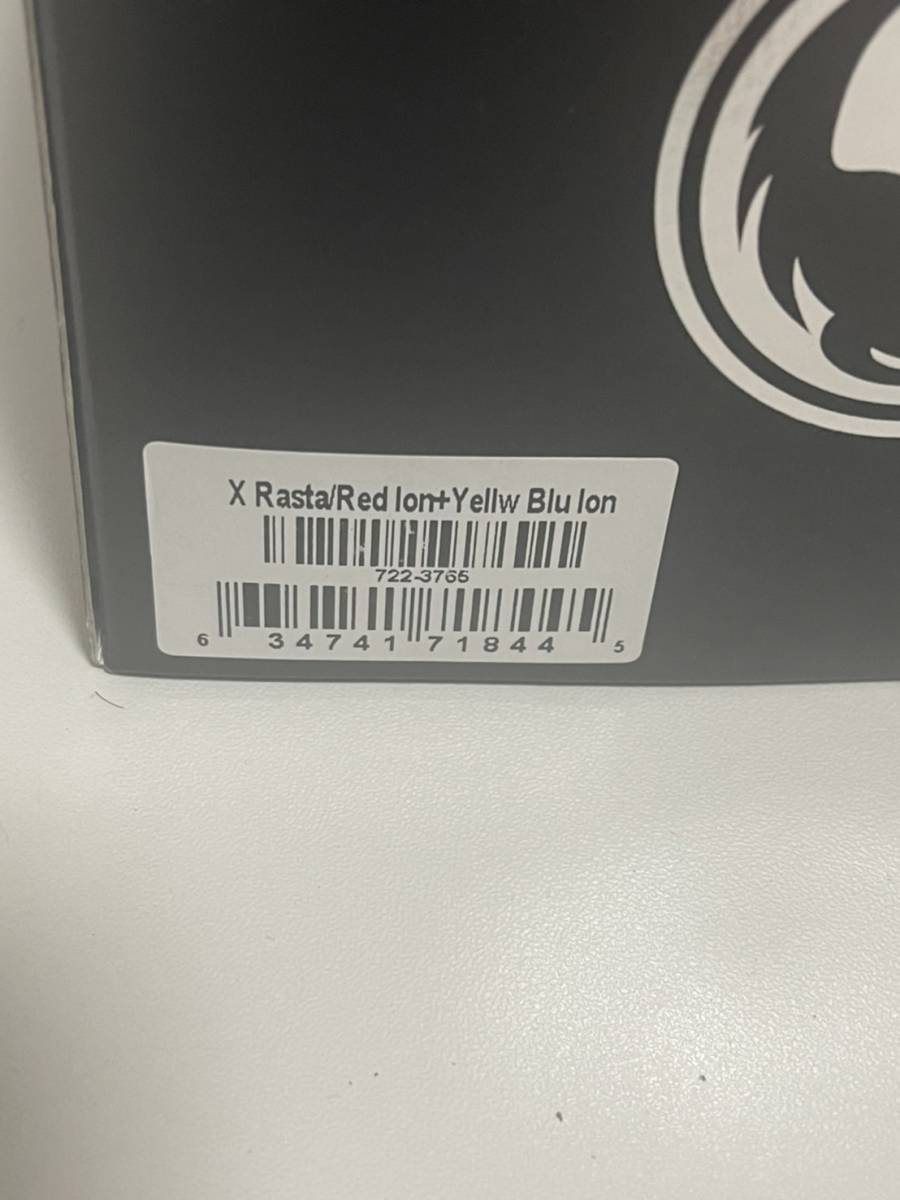 X Rasta/Red Ion+Yellw Blu Ion
722-3765
6 34741 71844 5